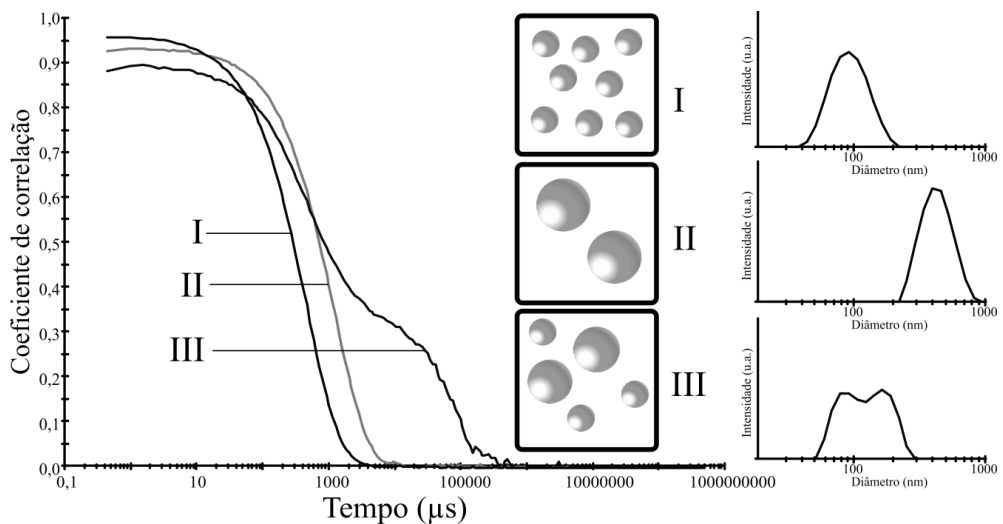 1,0
0,9
0,8
0,7
0,6
0,5
0,4
0,3
0,2
0,1
0,0
Coeficiente de correlação
0,1
10
1000
100000
10000000
1000000000
Tempo (µs)
I
II
III
I
II
III
Intensidade (u.a.)
100
1000
Diâmetro (nm)
Intensidade (u.a.)
100
1000
Diâmetro (nm)
Intensidade (u.a.)
100
1000
Diâmetro (nm)